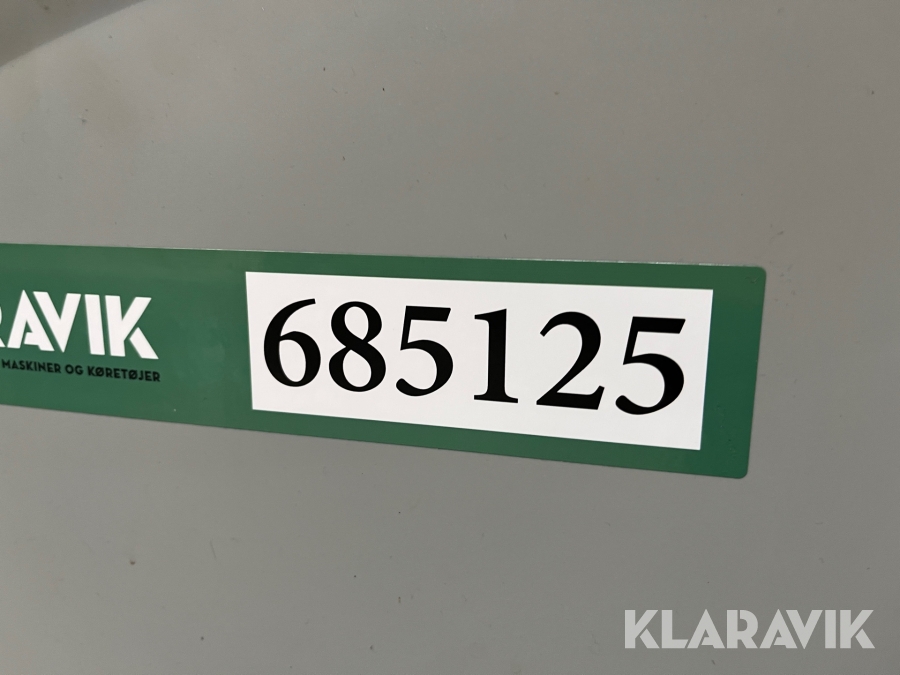 RAVIK
MASKINER OG KØRETØJER
685125
KLARAVIK